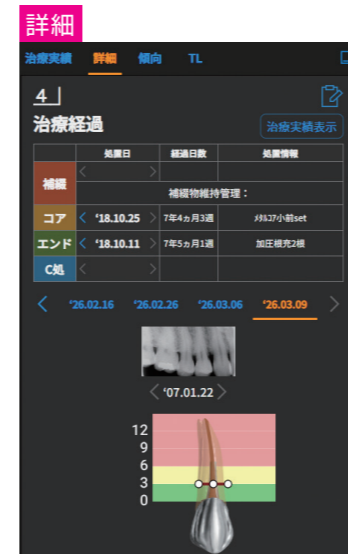 詳細
治療実績 詳細 傾向 TL
4 」
治療経過
治療実績表示
処置日 経過日数 処置情報
補綴 < >
補綴物維持管理：
コア < '18.10.25 > 7年4ヵ月3週 ﾒﾀﾙｺｱ小前set
エンド < '18.10.11 > 7年5ヵ月1週 加圧根充2根
C処 < >
< '26.02.16 '26.02.26 '26.03.06 '26.03.09 >
< '07.01.22 >
12
9
6
3
0